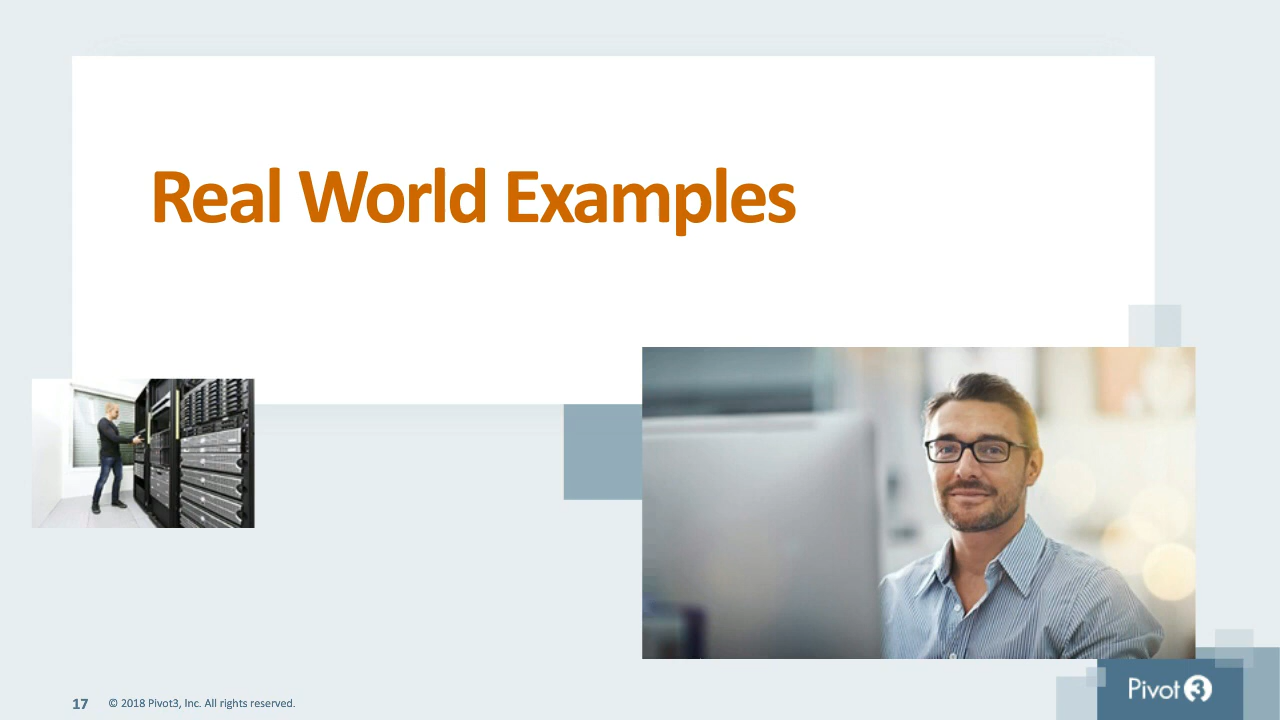 Real World Examples
17 © 2018 Pivot3, Inc. All rights reserved.
Pivot3